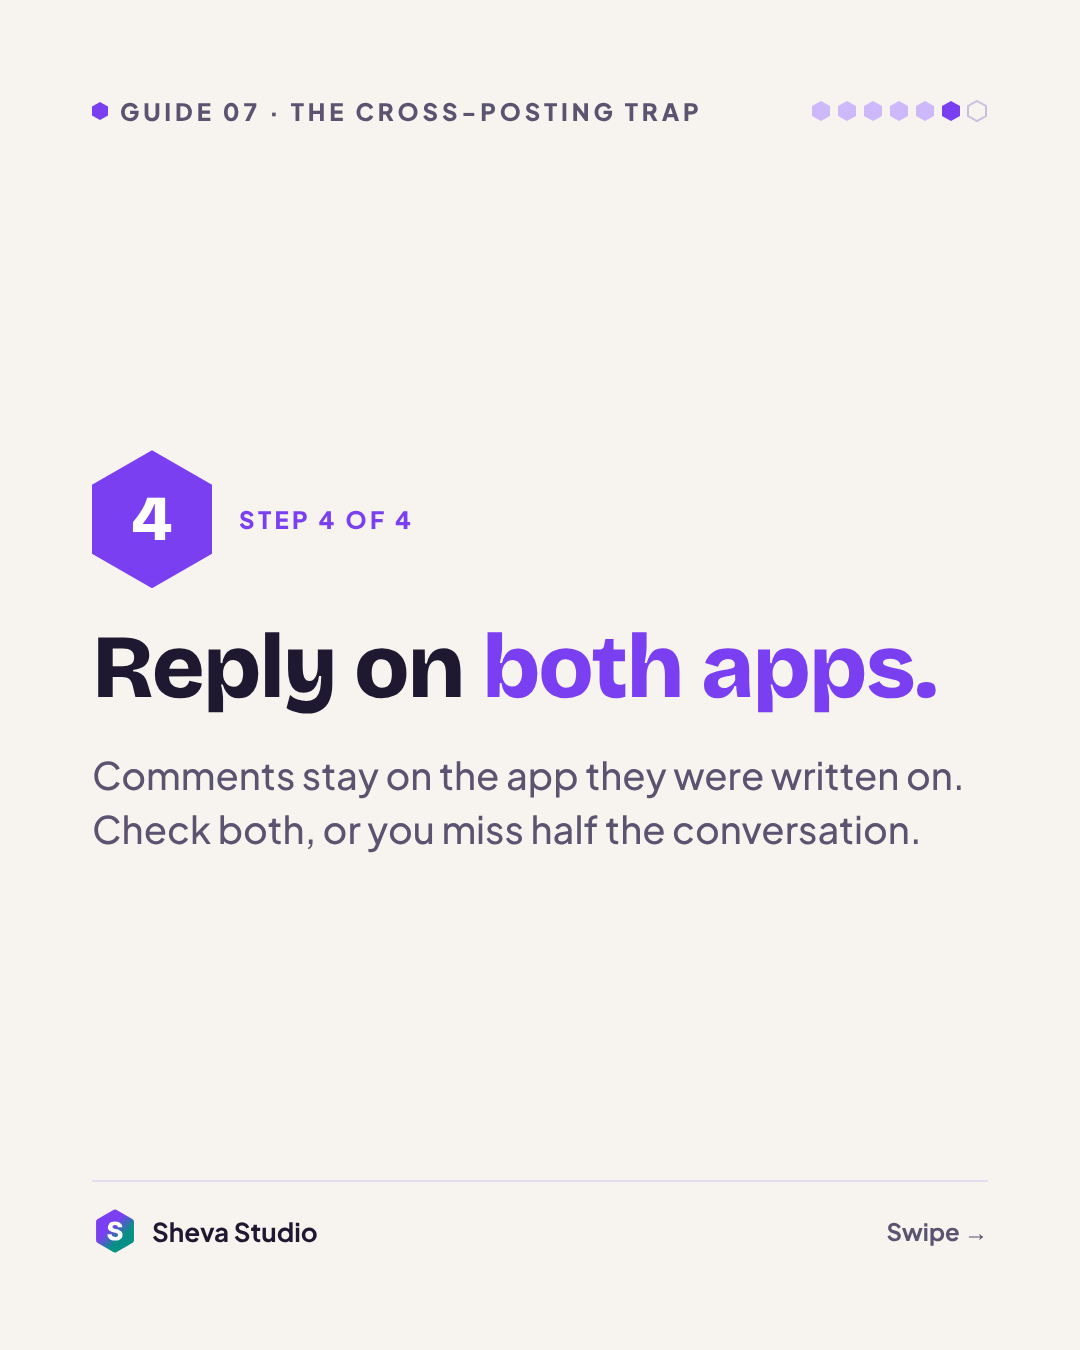 GUIDE 07 · THE CROSS-POSTING TRAP
4
STEP 4 OF 4
Reply on both apps.
Comments stay on the app they were written on.
Check both, or you miss half the conversation.
S
Sheva Studio
Swipe →